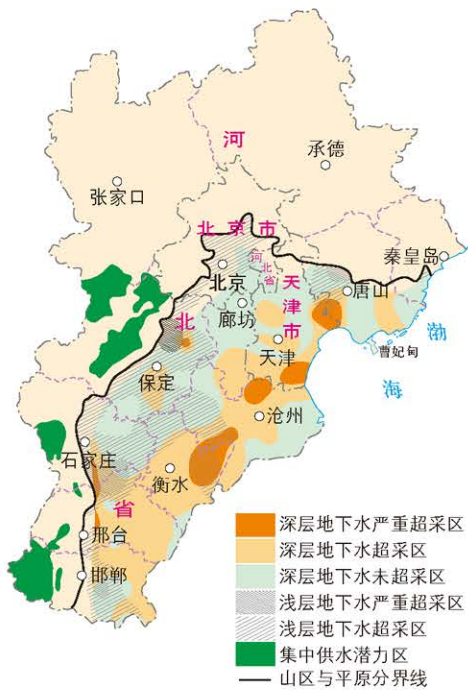 河
承德
张家口
北京市
秦皇岛
河北省
北京
天津市
唐山
廊坊
渤海
北
曹妃甸
天津
保定
沧州
石家庄
衡水
省
邢台
邯郸
深层地下水严重超采区
深层地下水超采区
深层地下水未超采区
浅层地下水严重超采区
浅层地下水超采区
集中供水潜力区
山区与平原分界线